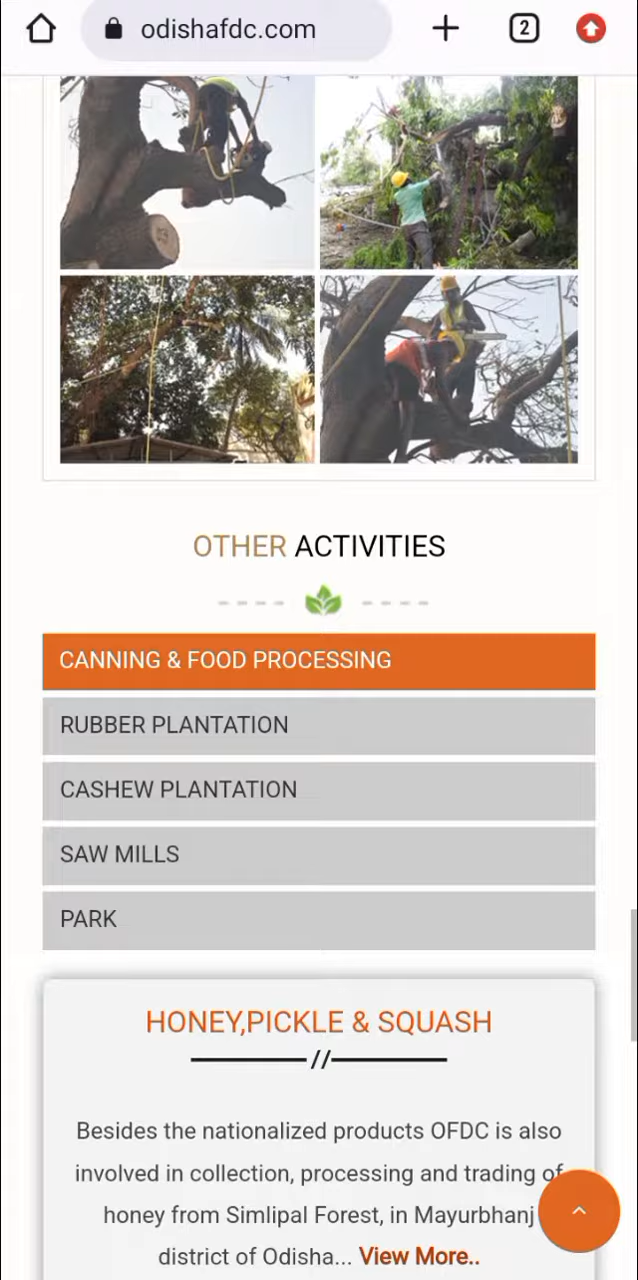 odishafdc.com
2
OTHER ACTIVITIES
CANNING & FOOD PROCESSING
RUBBER PLANTATION
CASHEW PLANTATION
SAW MILLS
PARK
HONEY,PICKLE & SQUASH
//
Besides the nationalized products OFDC is also
involved in collection, processing and trading of
honey from Simlipal Forest, in Mayurbhanj
district of Odisha... View More..